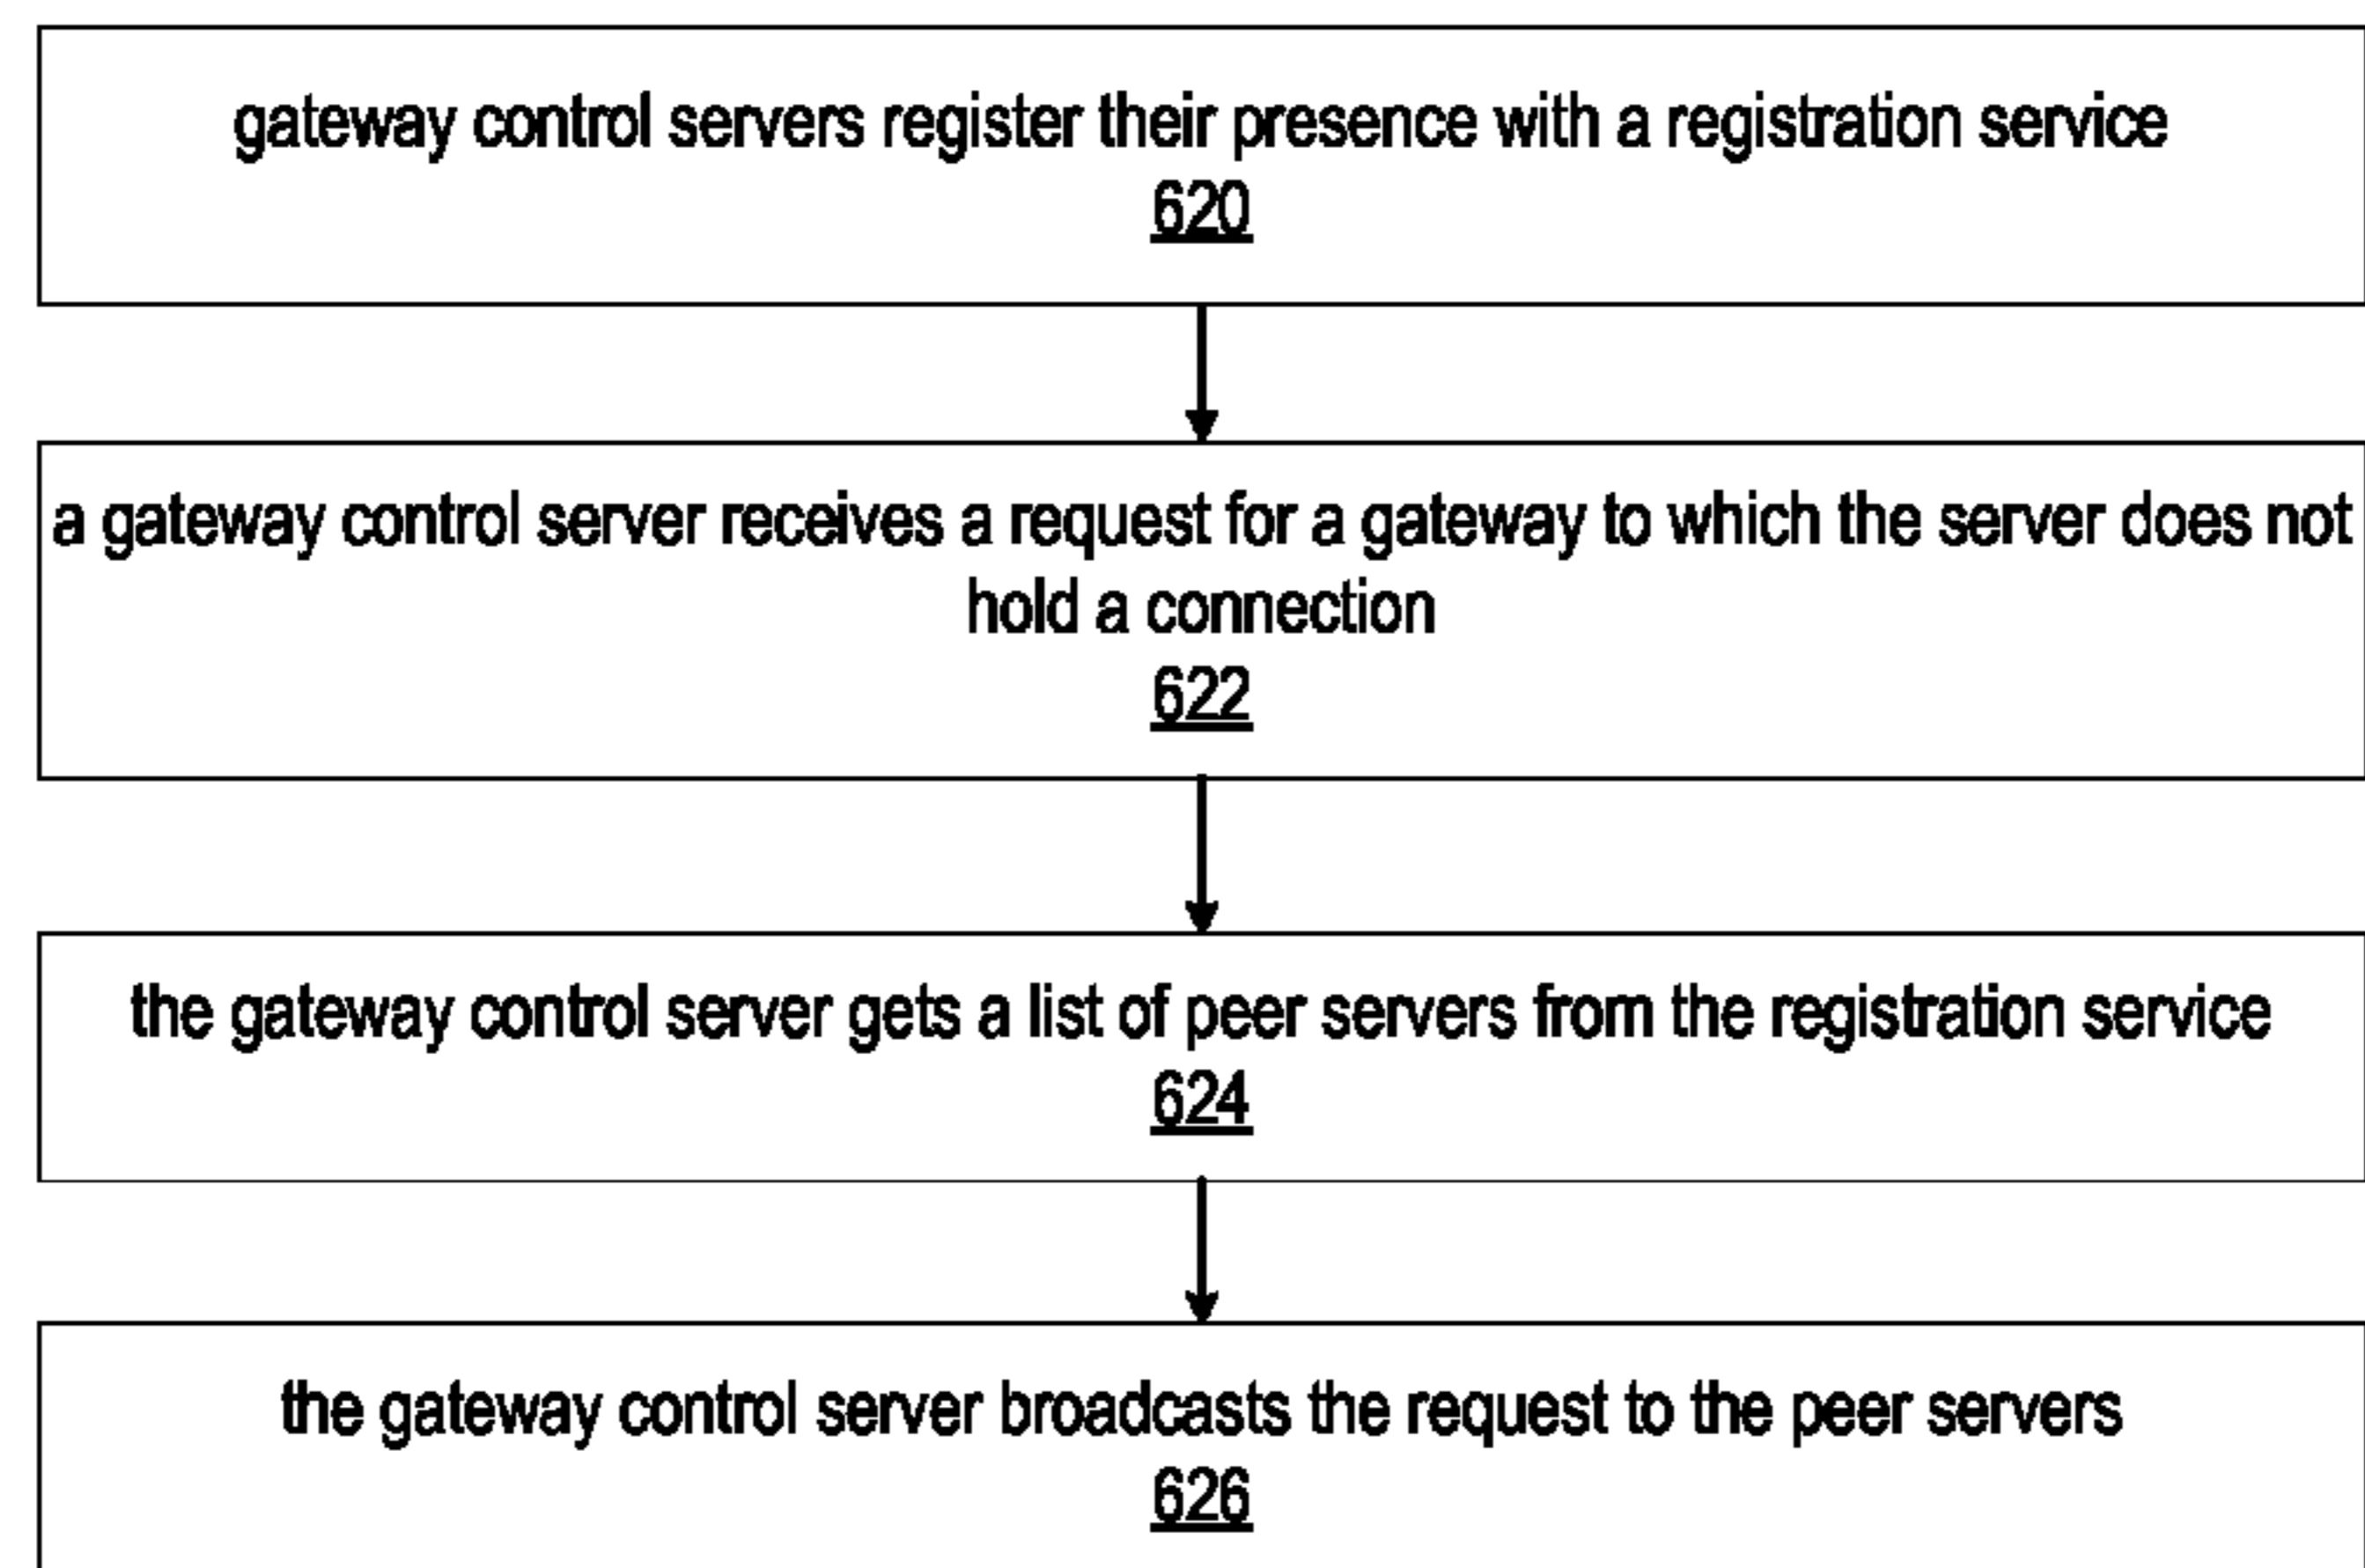 gateway control servers register their presence with a registration service
620
a gateway control server receives a request for a gateway to which the server does not
hold a connection
622
the gateway control server gets a list of peer servers from the registration service
624
the gateway control server broadcasts the request to the peer servers
626